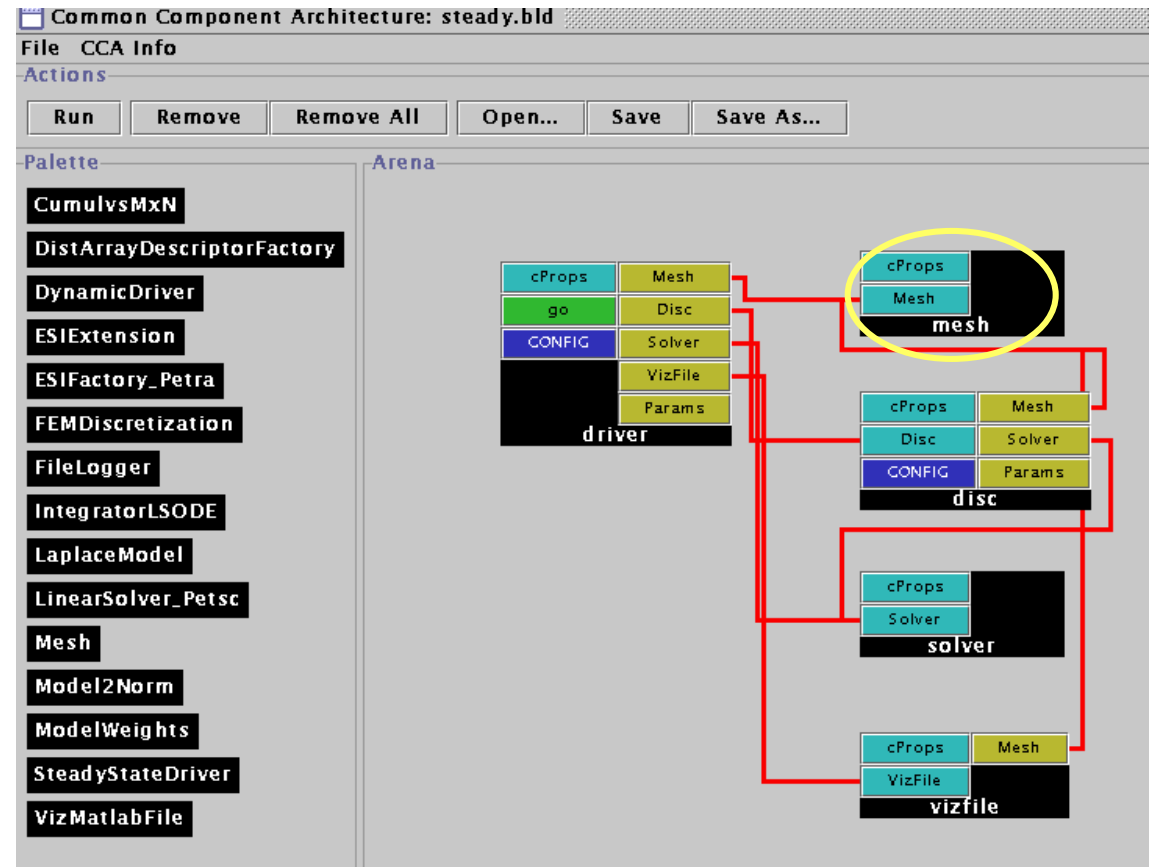 Common Component Architecture: steady.bld
File CCA Info
Actions
Run Remove Remove All Open... Save Save As...
Palette
CumulvsMxN
DistArrayDescriptorFactory
DynamicDriver
ESIExtension
ESIFactory_Petra
FEMDiscretization
FileLogger
IntegratorLSODE
LaplaceModel
LinearSolver_Petsc
Mesh
Model2Norm
ModelWeights
SteadyStateDriver
VizMatlabFile
Arena
cProps Mesh
go Disc
CONFIG Solver
VizFile
Params
driver
cProps
Mesh
mesh
cProps Mesh
Disc Solver
CONFIG Params
disc
cProps
Solver
solver
cProps Mesh
VizFile
vizfile